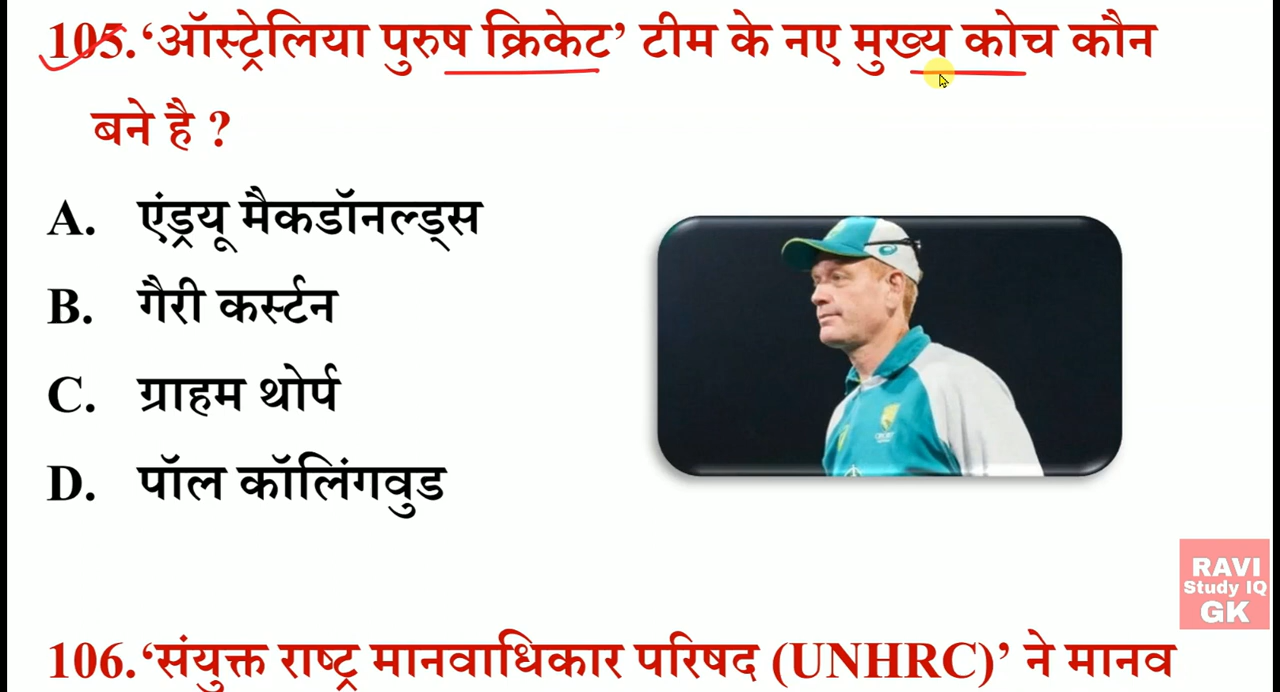 105. ‘ऑस्ट्रेलिया पुरुष क्रिकेट’ टीम के नए मुख्य कोच कौन
बने है ?
A. एंड्रयू मैकडॉनल्ड्स
B. गैरी कर्स्टन
C. ग्राहम थोर्प
D. पॉल कॉलिंगवुड
RAVI
Study IQ
GK
106. ‘संयुक्त राष्ट्र मानवाधिकार परिषद (UNHRC)’ ने मानव